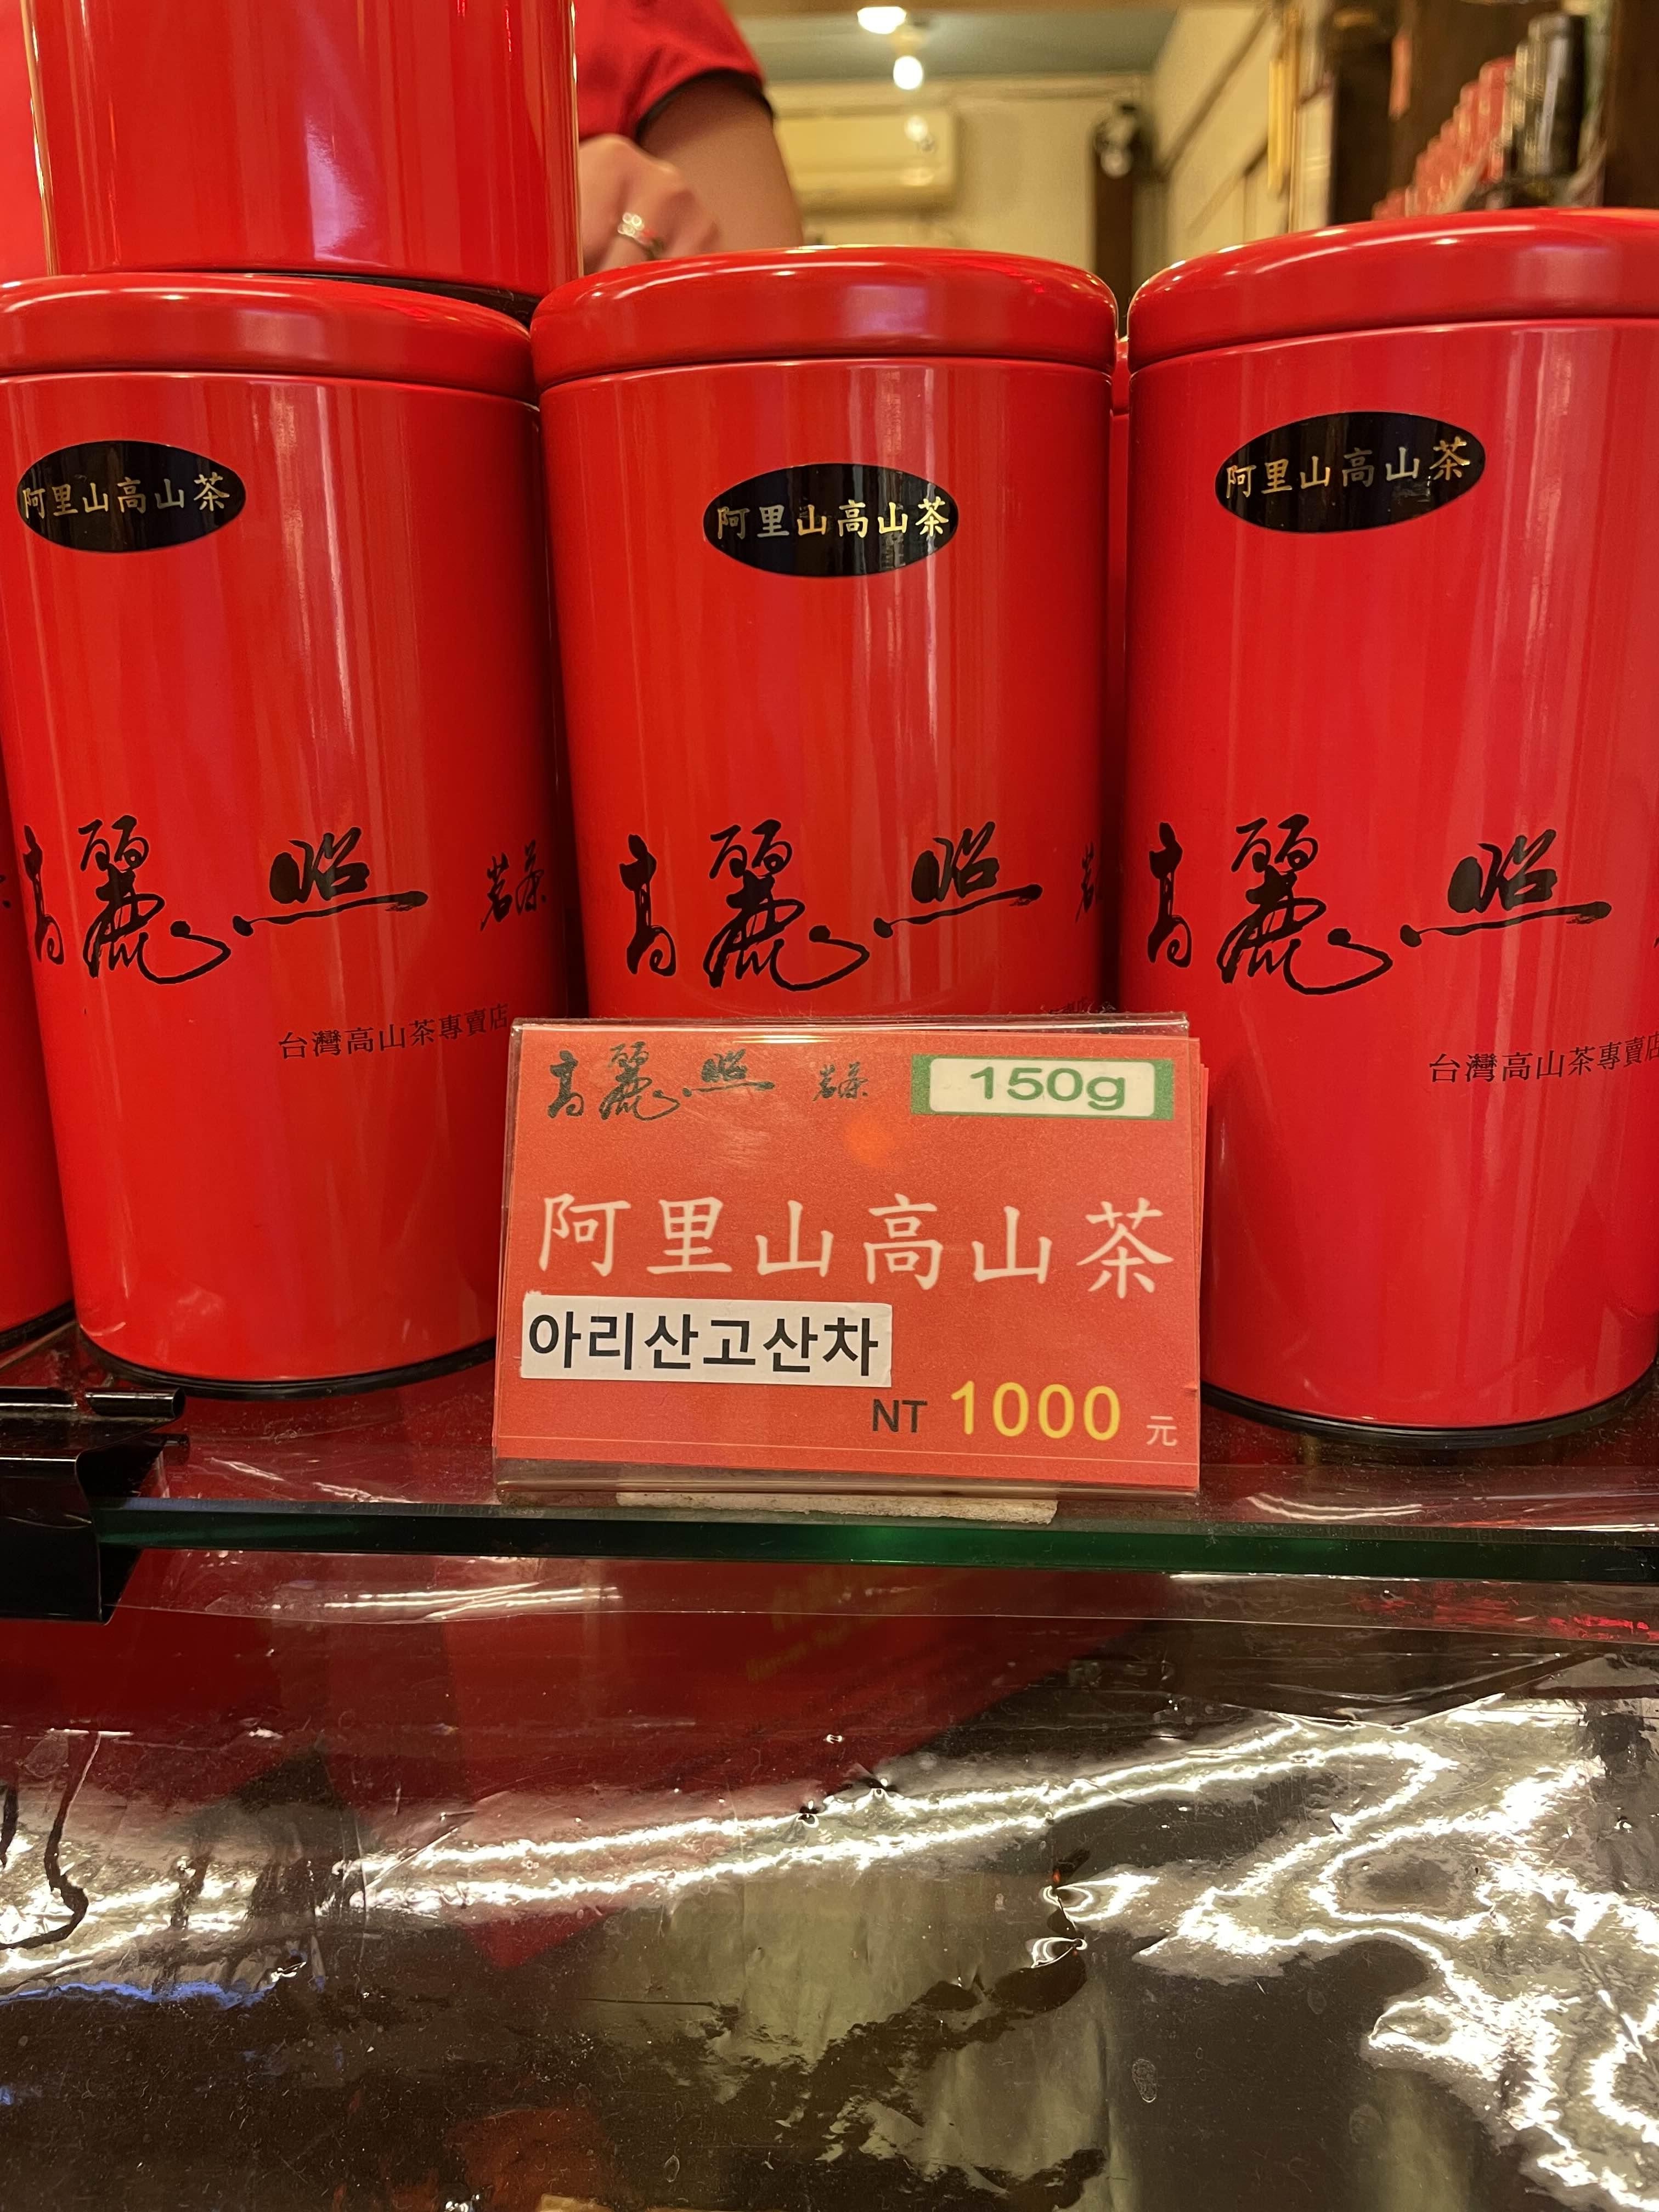 阿里山高山茶
阿里山高山茶
阿里山高山茶
高麗照 茗茶
高麗照 茗
高麗照
台灣高山茶專賣店
台灣高山茶專賣店
高麗照 茗茶
150g
阿里山高山茶
아리산고산차
NT 1000 元